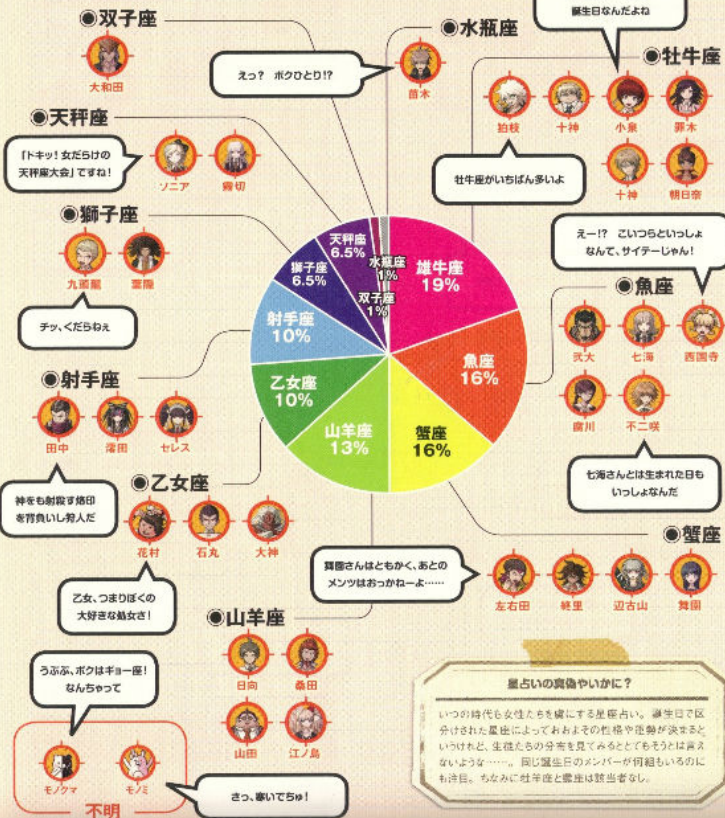 誕生日なんだよね
◉双子座
大和田
◉水瓶座
えっ? ボクひとり!?
苗木
◉牡牛座
狛枝 十神 小泉 罪木
十神 朝日奈
牡牛座がいちばん多いよ
◉天秤座
「ドキッ!女だらけの
天秤座大会」ですね!
ソニア 霧切
◉獅子座
九頭龍 葉隠
チッ、くだらねぇ
えー!? こいつらといっしょ
なんて、サイテーじゃん!
◉魚座
弐大 七海 西園寺
腐川 不二咲
七海さんとは生まれた日も
いっしょなんだ
◉射手座
田中 澪田 セレス
神をも射殺す烙印
を背負いし狩人だ
雄牛座
19%
魚座
16%
蟹座
16%
山羊座
13%
乙女座
10%
射手座
10%
獅子座
6.5%
天秤座
6.5%
双子座
1%
水瓶座
1%
◉乙女座
花村 石丸 大神
乙女、つまりぼくの
大好きな処女さ!
◉蟹座
左右田 終里 辺古山 舞園
舞園さんはともかく、あとの
メンツはおっかねーよ……
◉山羊座
日向 桑田
山田 江ノ島
うぷぷ、ボクはギョー座!
なんちゃって
モノクマ モノミ
不明
さっ、寒いでちゅ!
星占いの真偽やいかに?
いつの時代も女性たちを虜にする星座占い。誕生日で区
分けされた星座によっておおよその性格や運勢が決まると
いうけれど、生徒たちの分布を見てみるととてもそうとは言え
ないような……。同じ誕生日のメンバーが何組もいるのに
も注目。ちなみに牡羊座と蠍座は該当者なし。